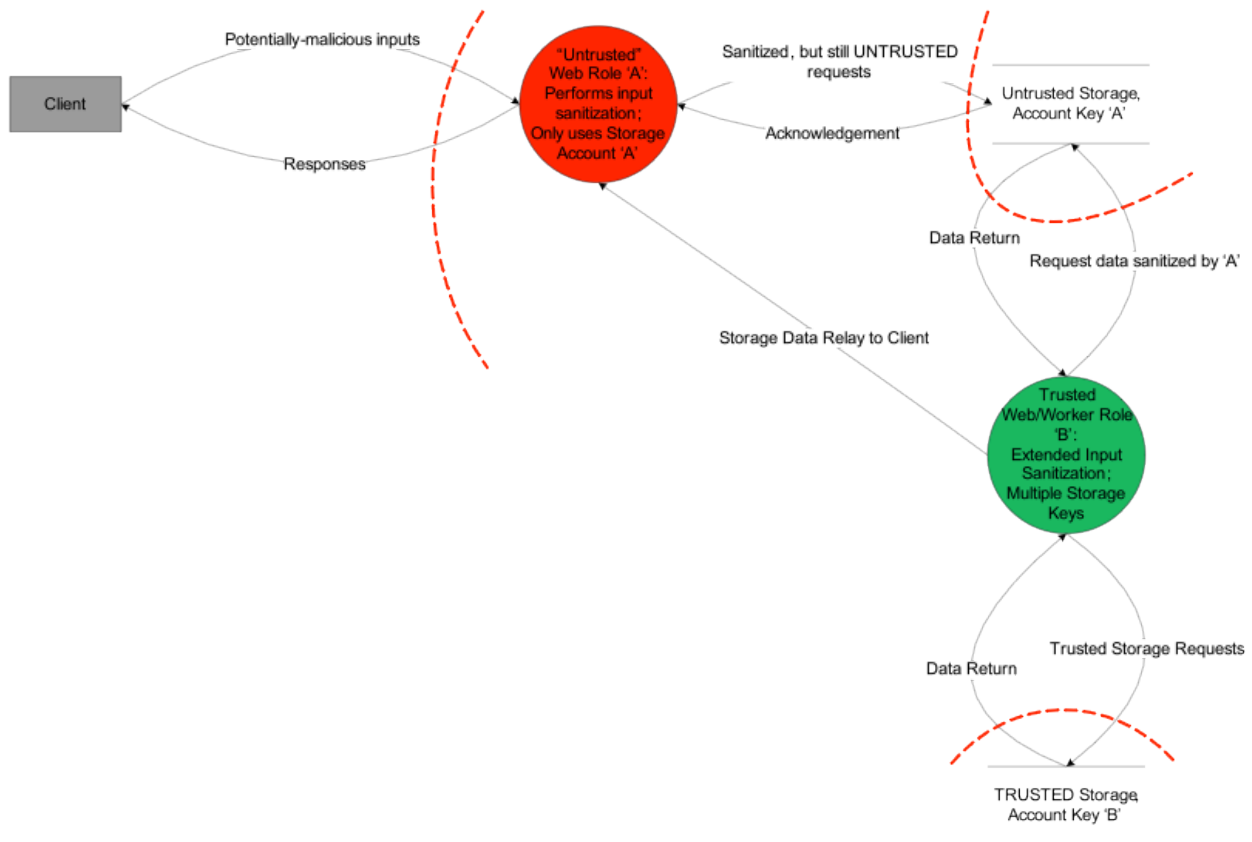 Client
Potentially-malicious inputs
Responses
"Untrusted"
Web Role 'A':
Performs input
sanitization;
Only uses Storage
Account 'A'
Sanitized, but still UNTRUSTED
requests
Acknowledgement
Untrusted Storage,
Account Key 'A'
Data Return
Request data sanitized by 'A'
Storage Data Relay to Client
Trusted
Web/Worker Role
'B':
Extended Input
Sanitization;
Multiple Storage
Keys
Data Return
Trusted Storage Requests
TRUSTED Storage,
Account Key 'B'